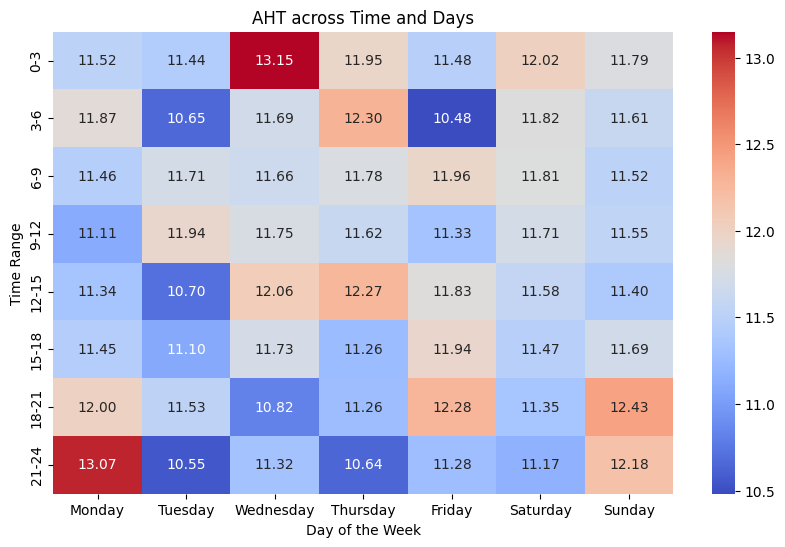 AHT across Time and Days
Time Range
0-3 11.52 11.44 13.15 11.95 11.48 12.02 11.79
3-6 11.87 10.65 11.69 12.30 10.48 11.82 11.61
6-9 11.46 11.71 11.66 11.78 11.96 11.81 11.52
9-12 11.11 11.94 11.75 11.62 11.33 11.71 11.55
12-15 11.34 10.70 12.06 12.27 11.83 11.58 11.40
15-18 11.45 11.10 11.73 11.26 11.94 11.47 11.69
18-21 12.00 11.53 10.82 11.26 12.28 11.35 12.43
21-24 13.07 10.55 11.32 10.64 11.28 11.17 12.18
Monday Tuesday Wednesday Thursday Friday Saturday Sunday
Day of the Week
13.0
12.5
12.0
11.5
11.0
10.5